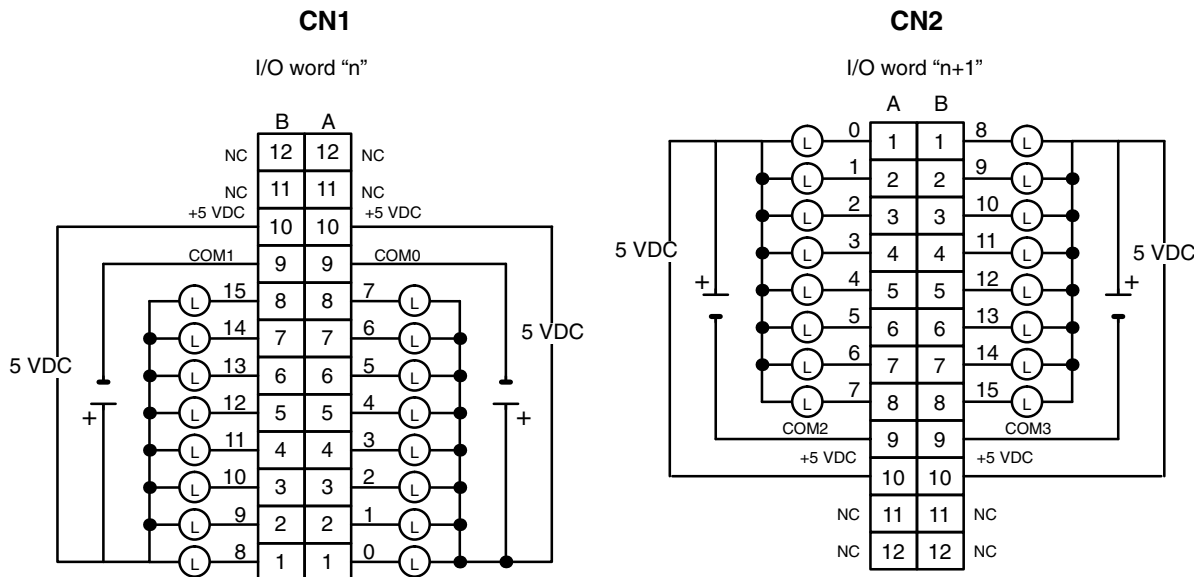 CN1
I/O word “n”
B A
NC 12 12 NC
NC 11 11 NC
+5 VDC 10 10 +5 VDC
COM1 9 9 COM0
L 15 8 8 7 L
L 14 7 7 6 L
5 VDC 5 VDC
L 13 6 6 5 L
+ L 12 5 5 4 L +
L 11 4 4 3 L
L 10 3 3 2 L
L 9 2 2 1 L
L 8 1 1 0 L
CN2
I/O word “n+1”
A B
L 0 1 1 8 L
L 1 2 2 9 L
L 2 3 3 10 L
5 VDC L 3 4 4 11 L 5 VDC
+ L 4 5 5 12 L +
L 5 6 6 13 L
L 6 7 7 14 L
L 7 8 8 15 L
COM2 9 9 COM3
+5 VDC 10 10 +5 VDC
NC 11 11 NC
NC 12 12 NC